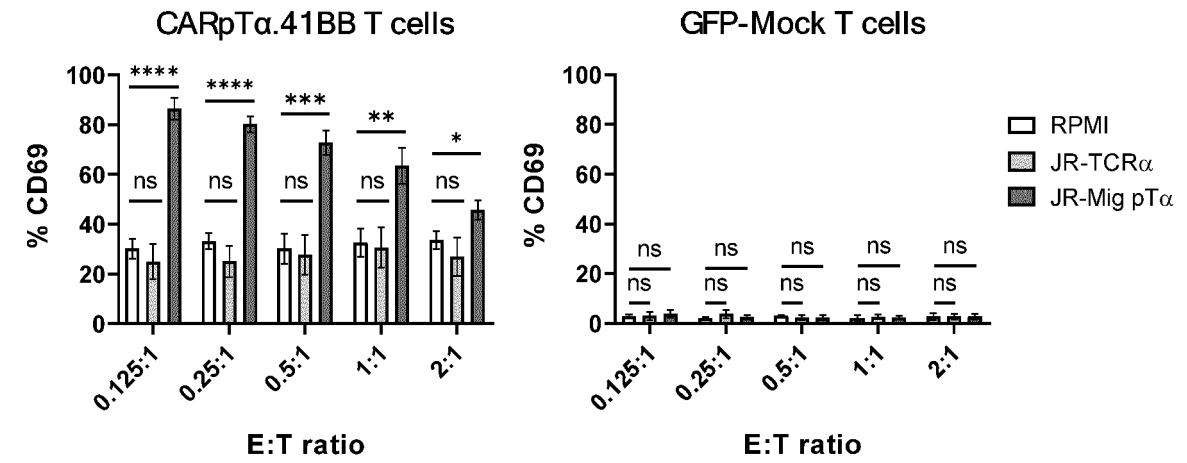 CARpTα.41BB T cells
% CD69
100
80
60
40
20
0
**** **** *** ** *
ns ns ns ns ns
0.125:1 0.25:1 0.5:1 1:1 2:1
E:T ratio
GFP-Mock T cells
% CD69
100
80
60
40
20
0
ns ns ns ns ns
ns ns ns ns ns
0.125:1 0.25:1 0.5:1 1:1 2:1
E:T ratio
RPMI
JR-TCRα
JR-Mig pTα